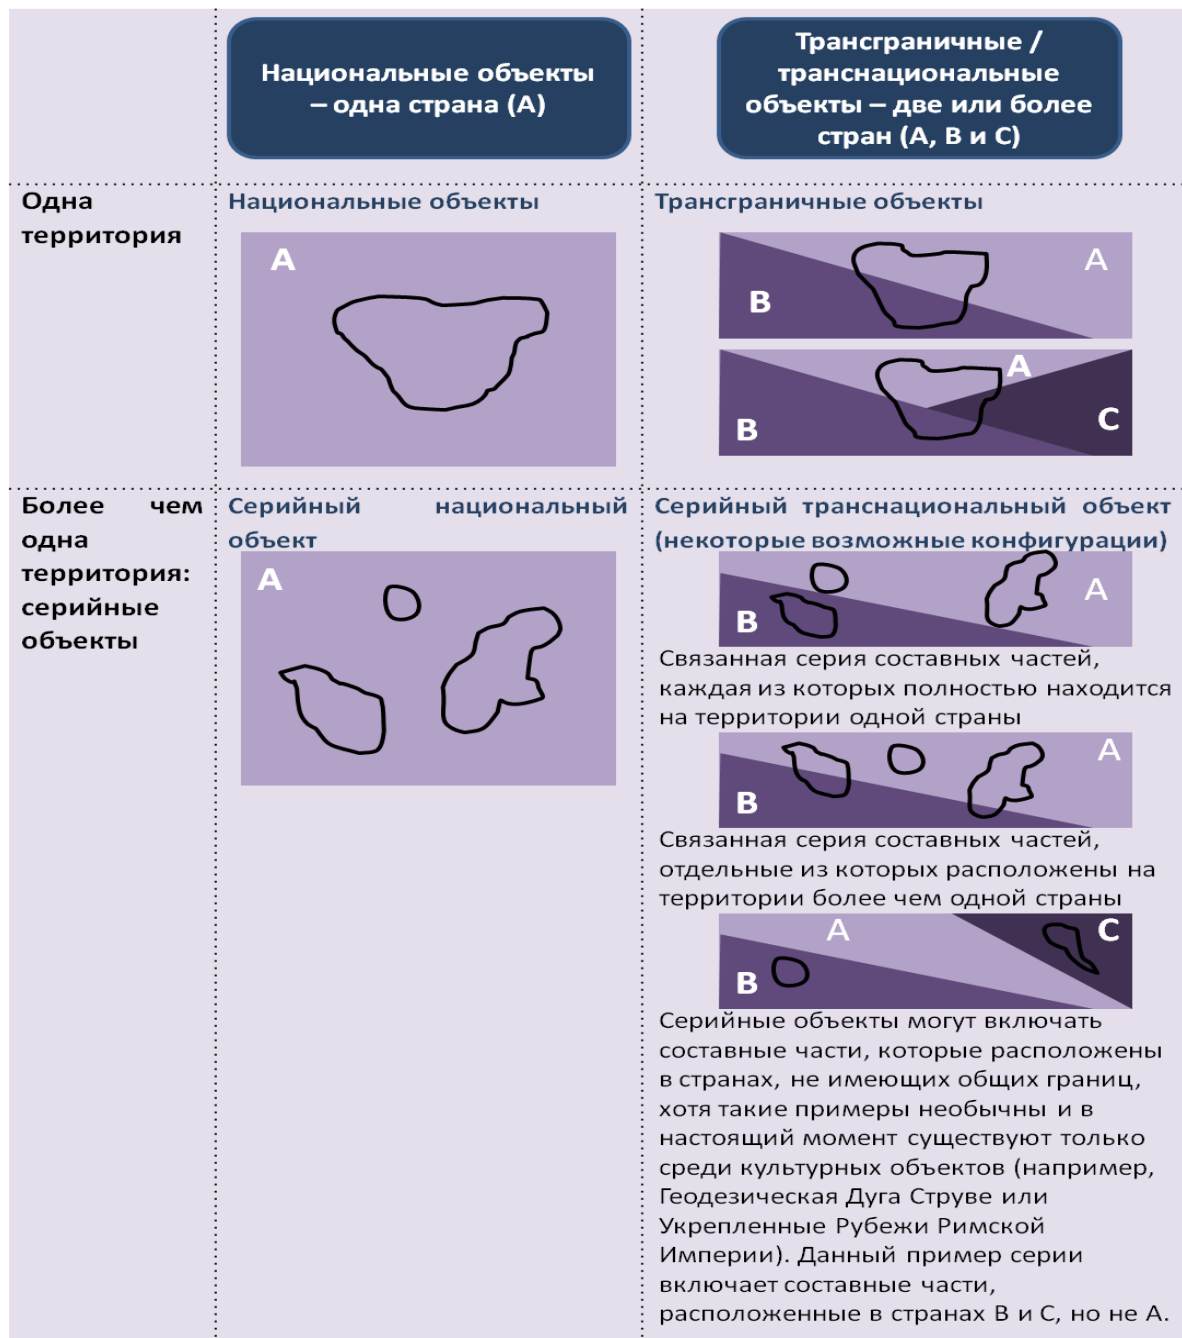 Национальные объекты
– одна страна (A)
Трансграничные /
транснациональные
объекты – две или более
стран (A, B и C)
Одна
территория
Национальные объекты
A
Трансграничные объекты
A
B
A
B
C
Более чем
одна
территория:
серийные
объекты
Серийный национальный
объект
A
Серийный транснациональный объект
(некоторые возможные конфигурации)
A
B
Связанная серия составных частей,
каждая из которых полностью находится
на территории одной страны
A
B
Связанная серия составных частей,
отдельные из которых расположены на
территории более чем одной страны
A
C
B
Серийные объекты могут включать
составные части, которые расположены
в странах, не имеющих общих границ,
хотя такие примеры необычны и в
настоящий момент существуют только
среди культурных объектов (например,
Геодезическая Дуга Струве или
Укрепленные Рубежи Римской
Империи). Данный пример серии
включает составные части,
расположенные в странах B и C, но не A.